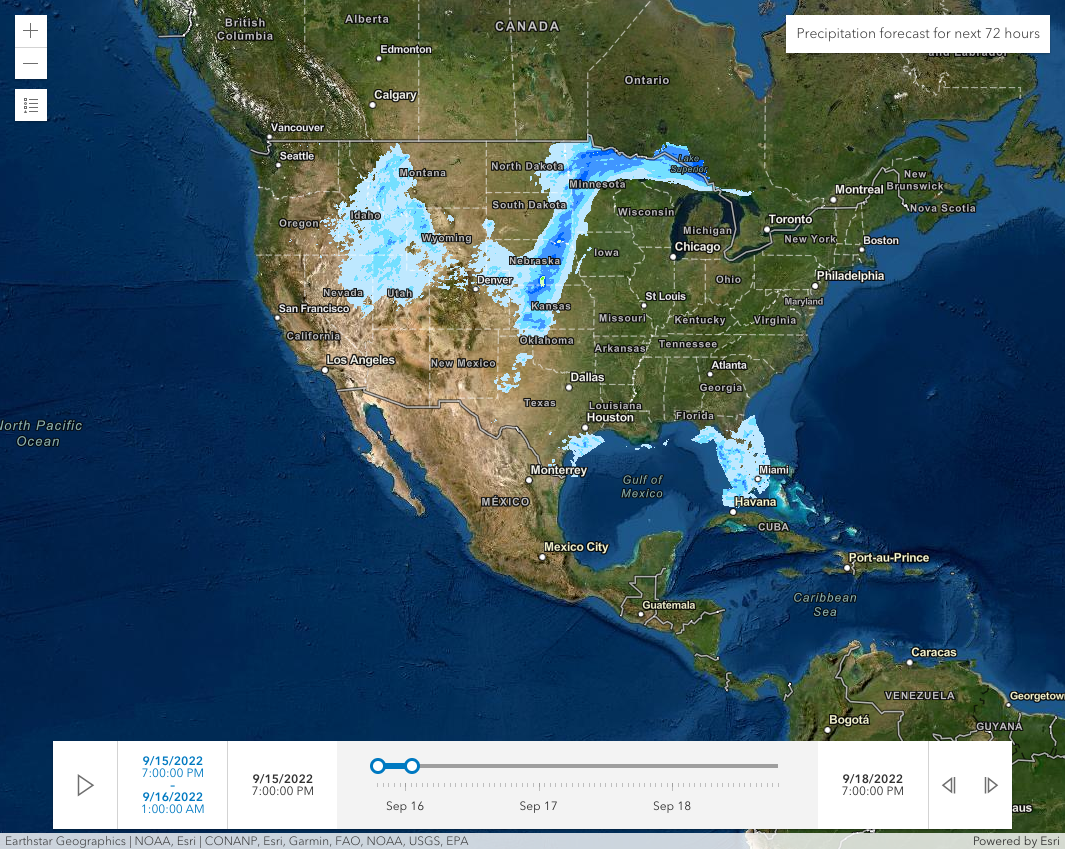 British
Columbia
Alberta
CANADA
Precipitation forecast for next 72 hours
and Labrador
Edmonton
Ontario
Calgary
Vancouver
Seattle
Montana
North Dakota
Lake
Superior
Minnesota
New
Brunswick
Montreal
Nova Scotia
Oregon
Idaho
South Dakota
Wisconsin
Michigan
Toronto
Wyoming
New York
Boston
Chicago
Iowa
Nebraska
Denver
Ohio
Philadelphia
Nevada
Utah
Kansas
St Louis
Maryland
San Francisco
Missouri
Kentucky
Virginia
California
Oklahoma
Arkansas
Tennessee
Los Angeles
New Mexico
Atlanta
Dallas
Georgia
Texas
Louisiana
Houston
Florida
North Pacific
Ocean
Monterrey
Miami
Gulf of
Mexico
MÉXICO
Havana
CUBA
Mexico City
Port-au-Prince
Caribbean
Sea
Guatemala
Caracas
VENEZUELA
Georgetown
Bogotá
GUYANA
9/15/2022
7:00:00 PM
–
9/16/2022
1:00:00 AM
9/15/2022
7:00:00 PM
Sep 16
Sep 17
Sep 18
9/18/2022
7:00:00 PM
aus
Earthstar Geographics | NOAA, Esri | CONANP, Esri, Garmin, FAO, NOAA, USGS, EPA
Powered by Esri